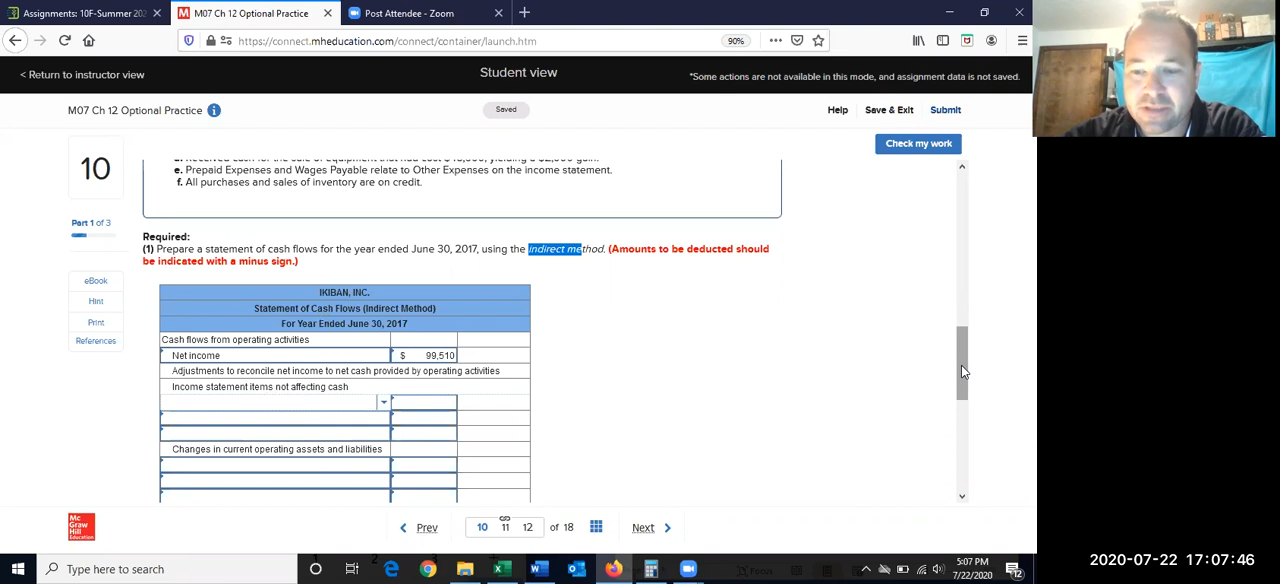 Assignments: 10F-Summer 202
M07 Ch 12 Optional Practice
Post Attendee - Zoom
https://connect.mheducation.com/connect/container/launch.htm
90%
< Return to instructor view
Student view
*Some actions are not available in this mode, and assignment data is not saved.
M07 Ch 12 Optional Practice
Saved
Help
Save & Exit
Submit
Check my work
10
Part 1 of 3
eBook
Hint
Print
References
e. Prepaid Expenses and Wages Payable relate to Other Expenses on the income statement.
f. All purchases and sales of inventory are on credit.
Required:
(1) Prepare a statement of cash flows for the year ended June 30, 2017, using the indirect method. (Amounts to be deducted should
be indicated with a minus sign.)
IKIBAN, INC.
Statement of Cash Flows (Indirect Method)
For Year Ended June 30, 2017
Cash flows from operating activities
Net income $ 99,510
Adjustments to reconcile net income to net cash provided by operating activities
Income statement items not affecting cash
Changes in current operating assets and liabilities
Mc
Graw
Hill
Education
Prev
10 11 12 of 18
Next
Type here to search
5:07 PM
7/22/2020
2020-07-22 17:07:46